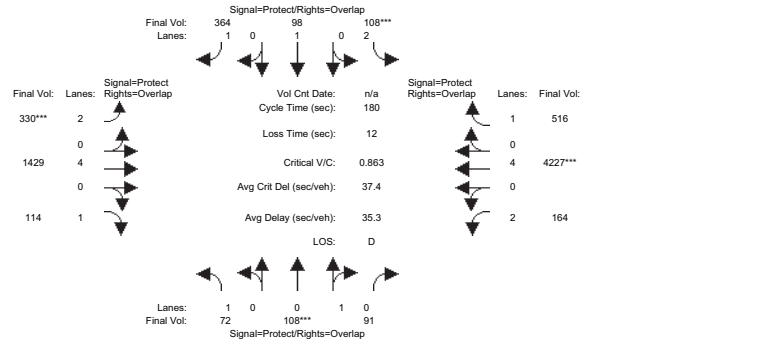 Signal=Protect/Rights=Overlap
Final Vol: 364 98 108***
Lanes: 1 0 1 0 2
Signal=Protect Signal=Protect
Final Vol: Lanes: Rights=Overlap Vol Cnt Date: n/a Rights=Overlap Lanes: Final Vol:
Cycle Time (sec): 180
330*** 2 1 516
Loss Time (sec): 12
0 0
1429 4 Critical V/C: 0.863 4 4227***
0 Avg Crit Del (sec/veh): 37.4 0
114 1 Avg Delay (sec/veh): 35.3 2 164
LOS: D
Lanes: 1 0 0 1 0
Final Vol: 72 108*** 91
Signal=Protect/Rights=Overlap